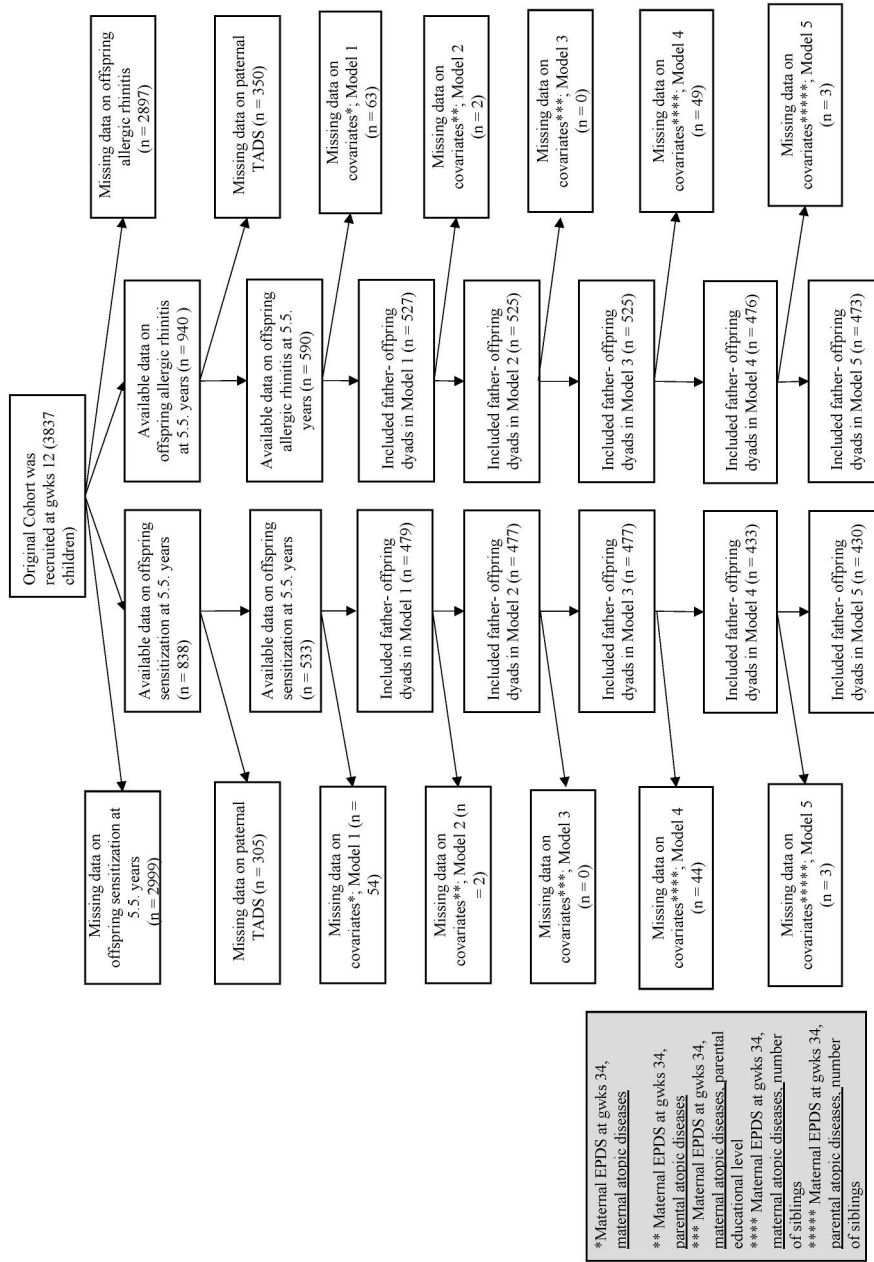 Original Cohort was
recruited at gwks 12 (3837
children)
Missing data on
offspring sensitization at
5.5. years
(n = 2999)
Available data on offspring
sensitization at 5.5. years
(n = 838)
Available data on
offspring allergic rhinitis
at 5.5. years (n = 940 )
Missing data on offspring
allergic rhinitis
(n = 2897)
Missing data on paternal
TADS (n = 305)
Available data on offspring
sensitization at 5.5. years
(n = 533)
Available data on offspring
allergic rhinitis at 5.5.
years (n = 590)
Missing data on paternal
TADS (n = 350)
Missing data on
covariates*; Model 1 (n =
54)
Included father- offpring
dyads in Model 1 (n = 479)
Included father- offpring
dyads in Model 1 (n = 527)
Missing data on
covariates*; Model 1
(n = 63)
Missing data on
covariates**; Model 2 (n
= 2)
Included father- offpring
dyads in Model 2 (n = 477)
Included father- offpring
dyads in Model 2 (n = 525)
Missing data on
covariates**; Model 2
(n = 2)
Missing data on
covariates***; Model 3
(n = 0)
Included father- offpring
dyads in Model 3 (n = 477)
Included father- offpring
dyads in Model 3 (n = 525)
Missing data on
covariates***; Model 3
(n = 0)
Missing data on
covariates****; Model 4
(n = 44)
Included father- offpring
dyads in Model 4 (n = 433)
Included father- offpring
dyads in Model 4 (n = 476)
Missing data on
covariates****; Model 4
(n = 49)
Missing data on
covariates*****; Model 5
(n = 3)
Included father- offpring
dyads in Model 5 (n = 430)
Included father- offpring
dyads in Model 5 (n = 473)
Missing data on
covariates*****; Model 5
(n = 3)
*Maternal EPDS at gwks 34,
maternal atopic diseases
** Maternal EPDS at gwks 34,
parental atopic diseases
*** Maternal EPDS at gwks 34,
maternal atopic diseases, parental
educational level
**** Maternal EPDS at gwks 34,
maternal atopic diseases, number
of siblings
***** Maternal EPDS at gwks 34,
parental atopic diseases, number
of siblings